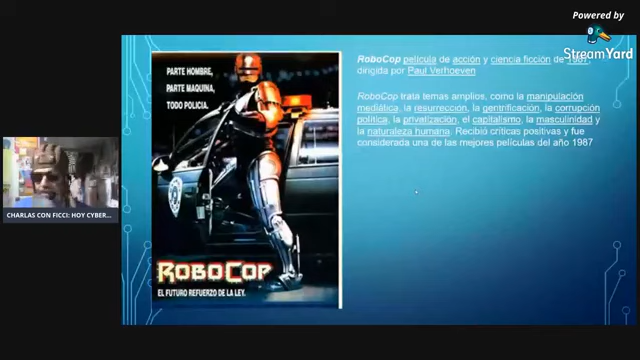 Powered by
StreamYard
RoboCop película de acción y ciencia ficción de 1987
dirigida por Paul Verhoeven
RoboCop trata temas amplios, como la manipulación
mediática, la resurrección, la gentrificación, la corrupción
política, la privatización, el capitalismo, la masculinidad y
la naturaleza humana. Recibió críticas positivas y fue
considerada una de las mejores películas del año 1987
PARTE HOMBRE,
PARTE MAQUINA,
TODO POLICIA.
ROBOCOP
EL FUTURO REFUERZO DE LA LEY.
CHARLAS CON FICCI: HOY CYBER...